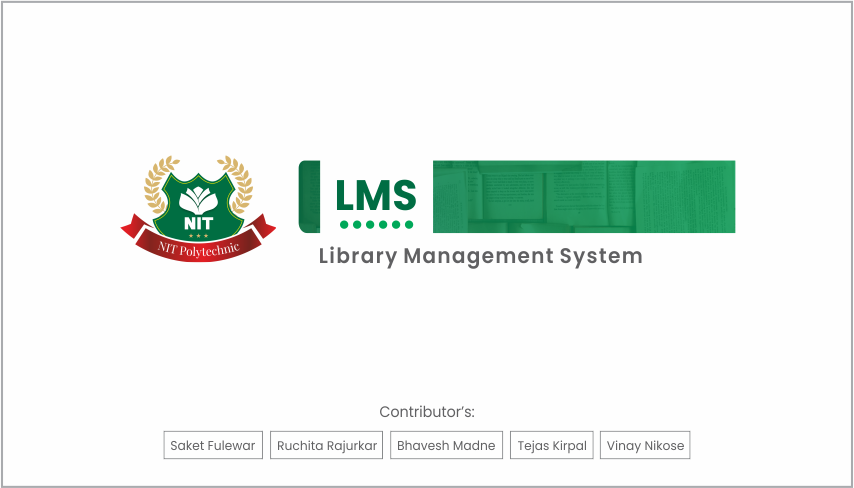 NIT
NIT Polytechnic
LMS
Library Management System
Contributor's:
Saket Fulewar
Ruchita Rajurkar
Bhavesh Madne
Tejas Kirpal
Vinay Nikose